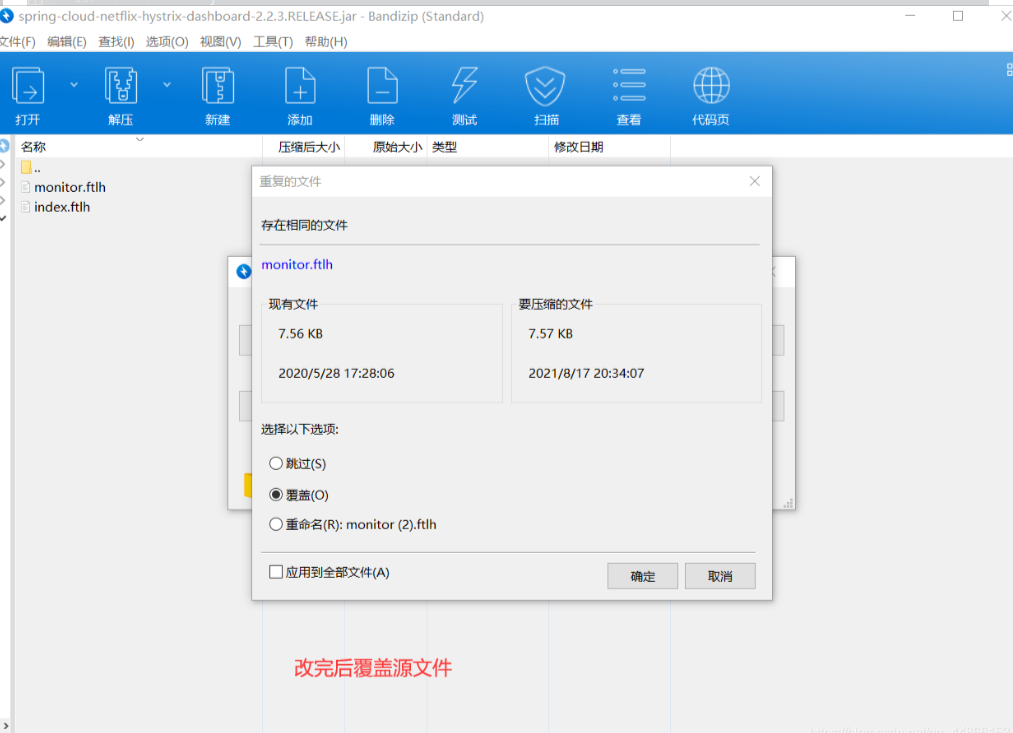 spring-cloud-netflix-hystrix-dashboard-2.2.3.RELEASE.jar - Bandizip (Standard)
文件(F) 编辑(E) 查找(I) 选项(O) 视图(V) 工具(T) 帮助(H)
打开 解压 新建 添加 删除 测试 扫描 查看 代码页
名称 压缩后大小 原始大小 类型 修改日期
..
monitor.ftlh
index.ftlh
重复的文件
存在相同的文件
monitor.ftlh
现有文件 要压缩的文件
7.56 KB 7.57 KB
2020/5/28 17:28:06 2021/8/17 20:34:07
选择以下选项:
跳过(S)
覆盖(O)
重命名(R): monitor (2).ftlh
应用到全部文件(A)
确定 取消
改完后覆盖源文件